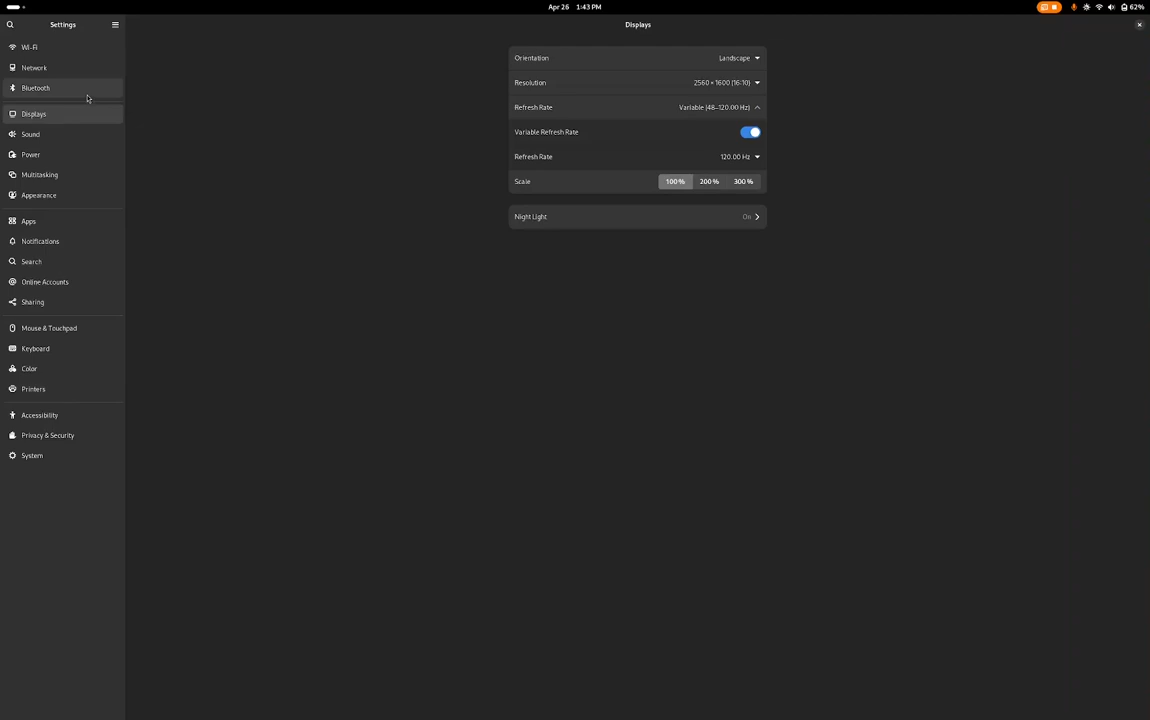 Apr 26 1:43 PM
62%
Settings
Displays
Wi-Fi
Network
Bluetooth
Displays
Sound
Power
Multitasking
Appearance
Apps
Notifications
Search
Online Accounts
Sharing
Mouse & Touchpad
Keyboard
Color
Printers
Accessibility
Privacy & Security
System
Orientation Landscape
Resolution 2560 × 1600 (16:10)
Refresh Rate Variable (48–120.00 Hz)
Variable Refresh Rate
Refresh Rate 120.00 Hz
Scale 100% 200% 300%
Night Light On